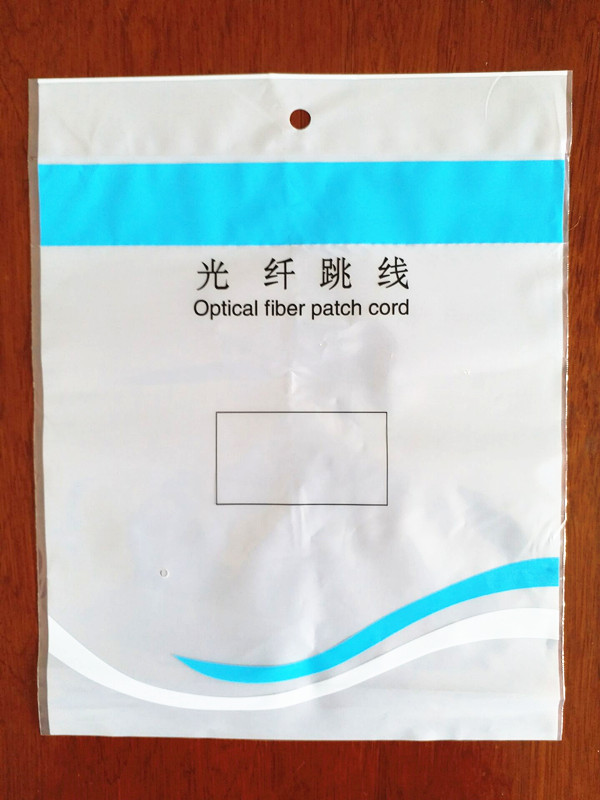 光纤跳线
Optical fiber patch cord